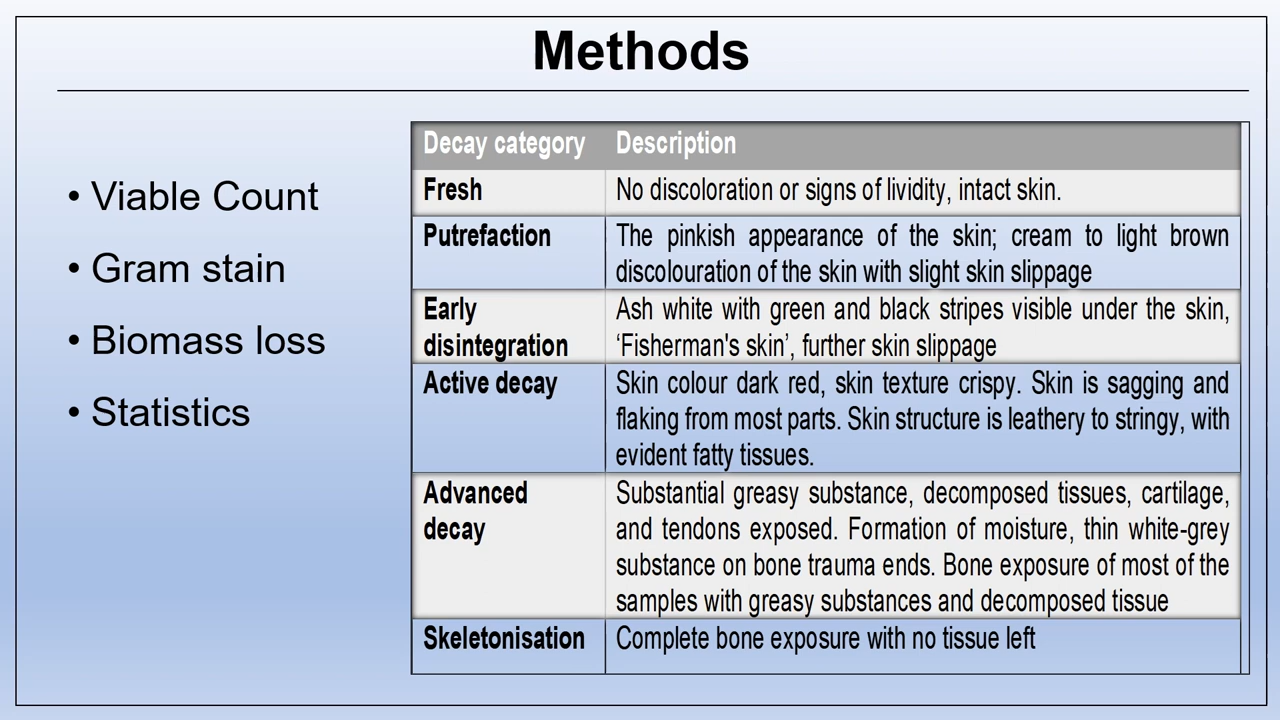 Methods
• Viable Count
• Gram stain
• Biomass loss
• Statistics
Decay category Description
Fresh No discoloration or signs of lividity, intact skin.
Putrefaction The pinkish appearance of the skin; cream to light brown
discolouration of the skin with slight skin slippage
Early Ash white with green and black stripes visible under the skin,
disintegration ‘Fisherman's skin’, further skin slippage
Active decay Skin colour dark red, skin texture crispy. Skin is sagging and
flaking from most parts. Skin structure is leathery to stringy, with
evident fatty tissues.
Advanced Substantial greasy substance, decomposed tissues, cartilage,
decay and tendons exposed. Formation of moisture, thin white-grey
substance on bone trauma ends. Bone exposure of most of the
samples with greasy substances and decomposed tissue
Skeletonisation Complete bone exposure with no tissue left